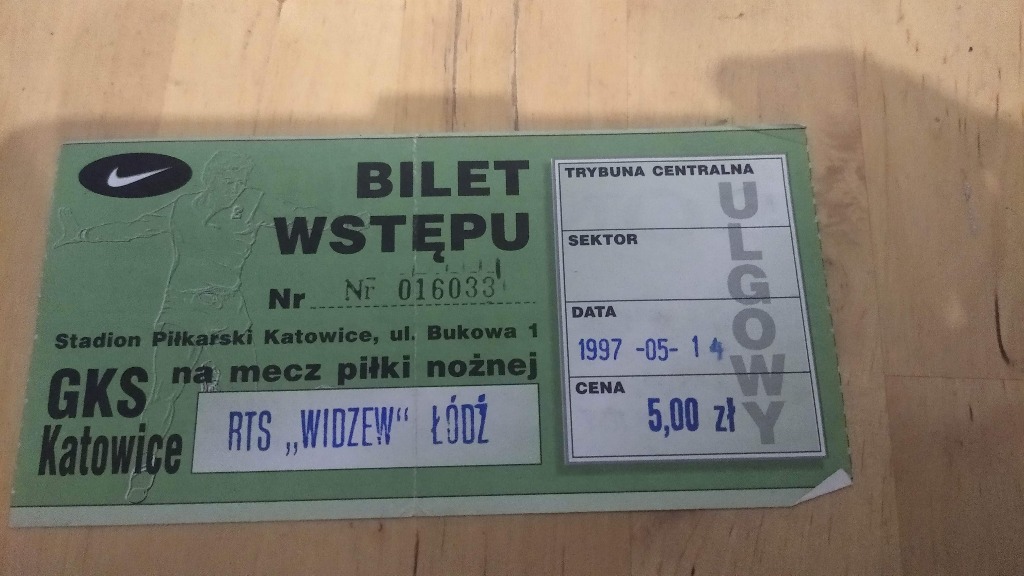 BILET
WSTĘPU
Nr Nr 016033
Stadion Piłkarski Katowice, ul. Bukowa 1
na mecz piłki nożnej
GKS
Katowice
RTS „WIDZEW“ ŁÓDŹ
TRYBUNA CENTRALNA
SEKTOR
DATA
1997 -05- 14
CENA
5,00 zł
ULGOWY